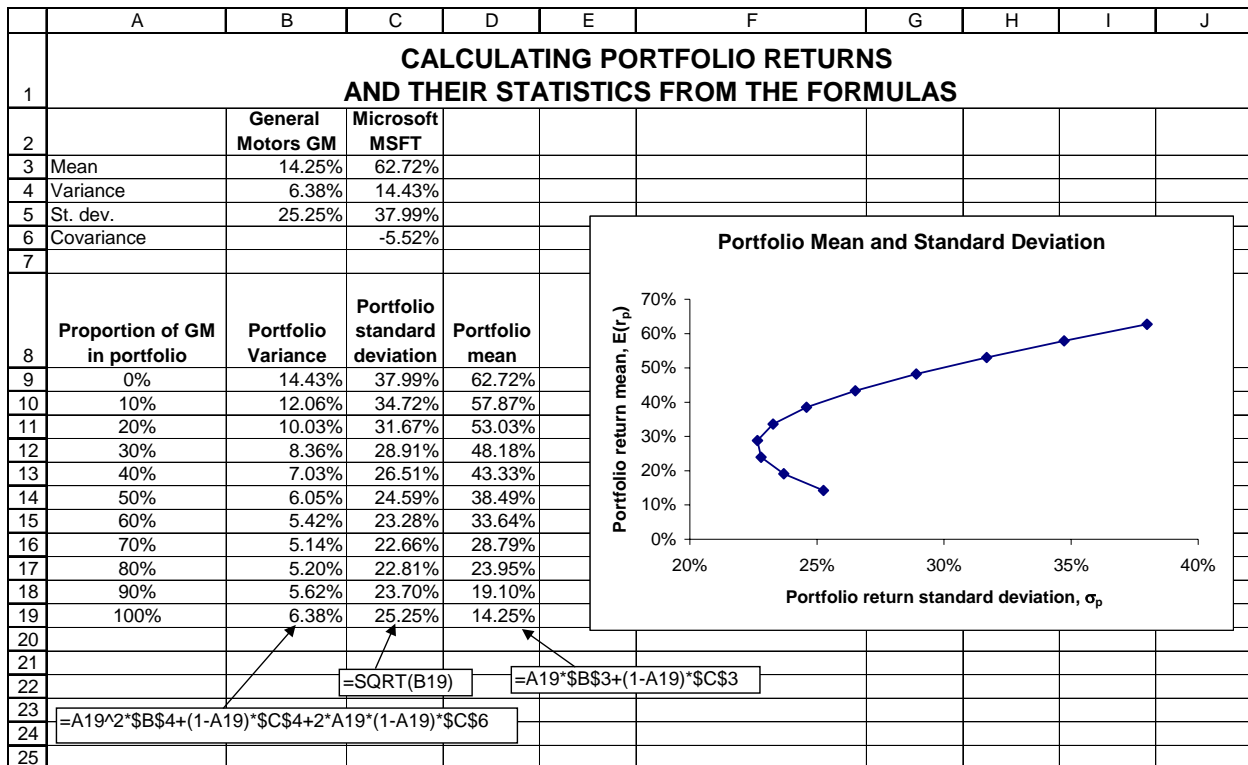 A B C D E F G H I J
1 CALCULATING PORTFOLIO RETURNS
AND THEIR STATISTICS FROM THE FORMULAS
2 General Motors GM Microsoft MSFT
3 Mean 14.25% 62.72%
4 Variance 6.38% 14.43%
5 St. dev. 25.25% 37.99%
6 Covariance -5.52%
7
8 Proportion of GM in portfolio Portfolio Variance Portfolio standard deviation Portfolio mean
9 0% 14.43% 37.99% 62.72%
10 10% 12.06% 34.72% 57.87%
11 20% 10.03% 31.67% 53.03%
12 30% 8.36% 28.91% 48.18%
13 40% 7.03% 26.51% 43.33%
14 50% 6.05% 24.59% 38.49%
15 60% 5.42% 23.28% 33.64%
16 70% 5.14% 22.66% 28.79%
17 80% 5.20% 22.81% 23.95%
18 90% 5.62% 23.70% 19.10%
19 100% 6.38% 25.25% 14.25%
20
21
22
23
24
25
=SQRT(B19)
=A19*$B$3+(1-A19)*$C$3
=A19^2*$B$4+(1-A19)*$C$4+2*A19*(1-A19)*$C$6
Portfolio Mean and Standard Deviation
Portfolio return mean, E(rp)
70%
60%
50%
40%
30%
20%
10%
0%
20% 25% 30% 35% 40%
Portfolio return standard deviation, σp